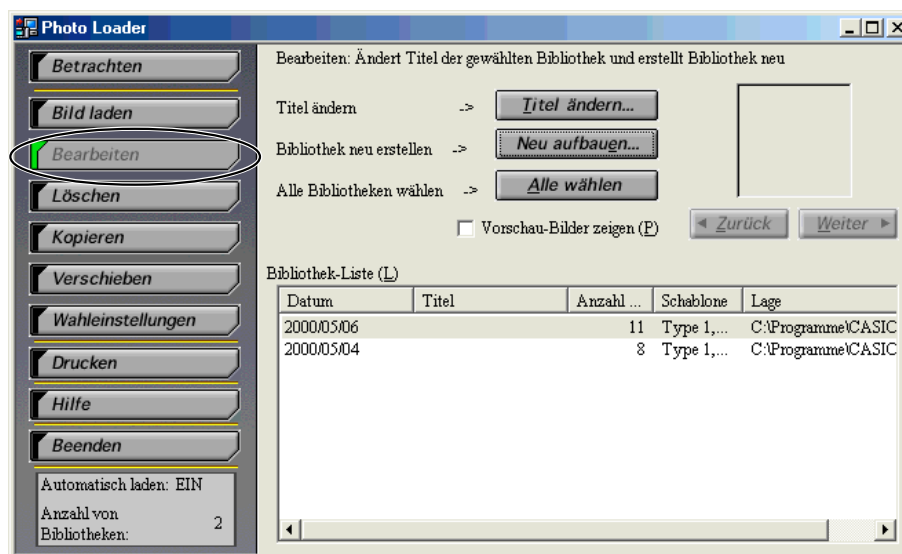 Photo Loader
Betrachten
Bild laden
Bearbeiten
Löschen
Kopieren
Verschieben
Wahleinstellungen
Drucken
Hilfe
Beenden
Automatisch laden: EIN
Anzahl von
Bibliotheken: 2
Bearbeiten: Ändert Titel der gewählten Bibliothek und erstellt Bibliothek neu
Titel ändern -> Titel ändern...
Bibliothek neu erstellen -> Neu aufbauen...
Alle Bibliotheken wählen -> Alle wählen
Vorschau-Bilder zeigen (P) Zurück Weiter
Bibliothek-Liste (L)
Datum Titel Anzahl ... Schablone Lage
2000/05/06 11 Type 1,... C:\Programme\CASIC
2000/05/04 8 Type 1,... C:\Programme\CASIC